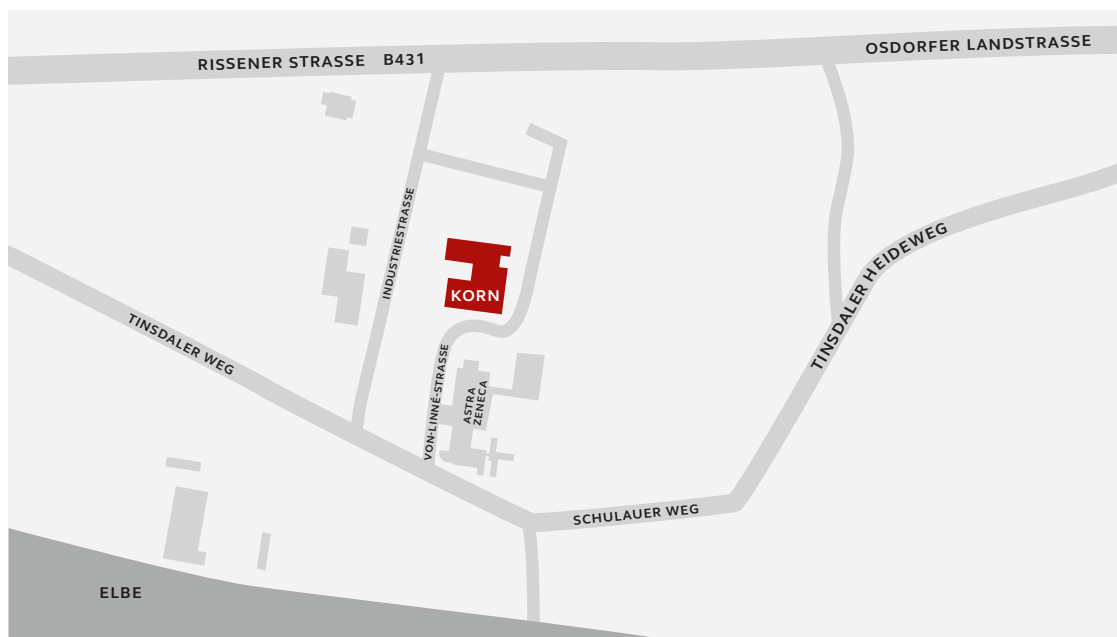 RISSENER STRASSE B431
OSDORFER LANDSTRASSE
INDUSTRIESTRASSE
TINSDALER HEIDEWEG
KORN
TINSDALER WEG
VON-LINNÉ-STRASSE
ASTRA
ZENECA
SCHULAUER WEG
ELBE